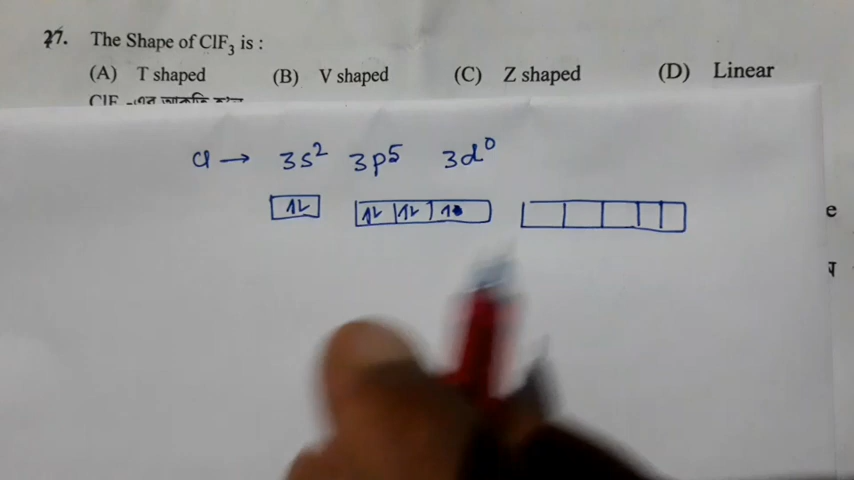 27. The Shape of ClF₃ is :
(A) T shaped (B) V shaped (C) Z shaped (D) Linear
Cl → 3s² 3p⁵ 3d⁰
e